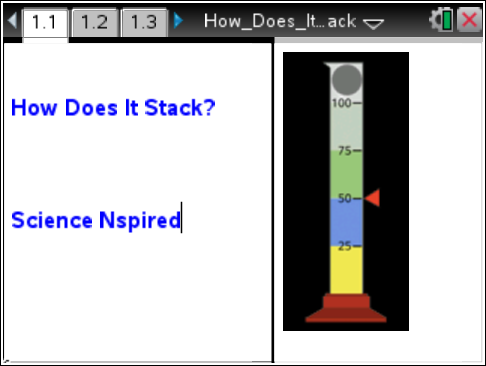 1.1 1.2 1.3 How_Does_It…ack
How Does It Stack?
Science Nspired
100
75
50
25